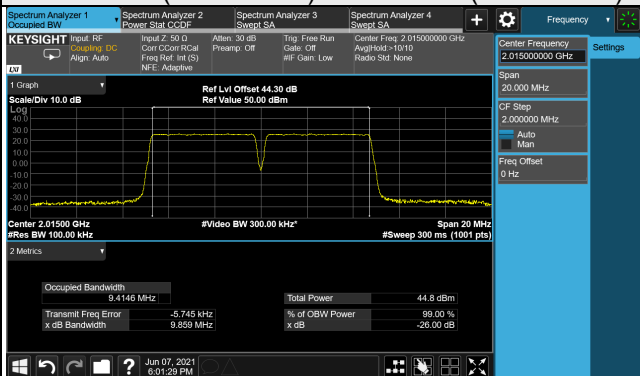 Spectrum Analyzer 1
Occupied BW
Spectrum Analyzer 2
Power Stat CCDF
Spectrum Analyzer 3
Swept SA
Spectrum Analyzer 4
Swept SA
+
Frequency
KEYSIGHT
Input: RF
Coupling: DC
Align: Auto
Input Z: 50 Ω
Corr CCorr RCal
Freq Ref: Int (S)
NFE: Adaptive
Atten: 30 dB
Preamp: Off
Trig: Free Run
Gate: Off
#IF Gain: Low
Center Freq: 2.015000000 GHz
Avg|Hold:>10/10
Radio Std: None
LXI
Center Frequency
2.015000000 GHz
Settings
Span
20.000 MHz
CF Step
2.000000 MHz
Auto
Man
Freq Offset
0 Hz
1 Graph
Scale/Div 10.0 dB
Ref Lvl Offset 44.30 dB
Ref Value 50.00 dBm
Log
40.0
30.0
20.0
10.0
0.00
-10.0
-20.0
-30.0
-40.0
Center 2.01500 GHz
#Res BW 100.00 kHz
#Video BW 300.00 kHz*
Span 20 MHz
#Sweep 300 ms (1001 pts)
2 Metrics
Occupied Bandwidth
9.4146 MHz
Total Power 44.8 dBm
Transmit Freq Error -5.745 kHz
% of OBW Power 99.00 %
x dB Bandwidth 9.859 MHz
x dB -26.00 dB
?
Jun 07, 2021
6:01:29 PM